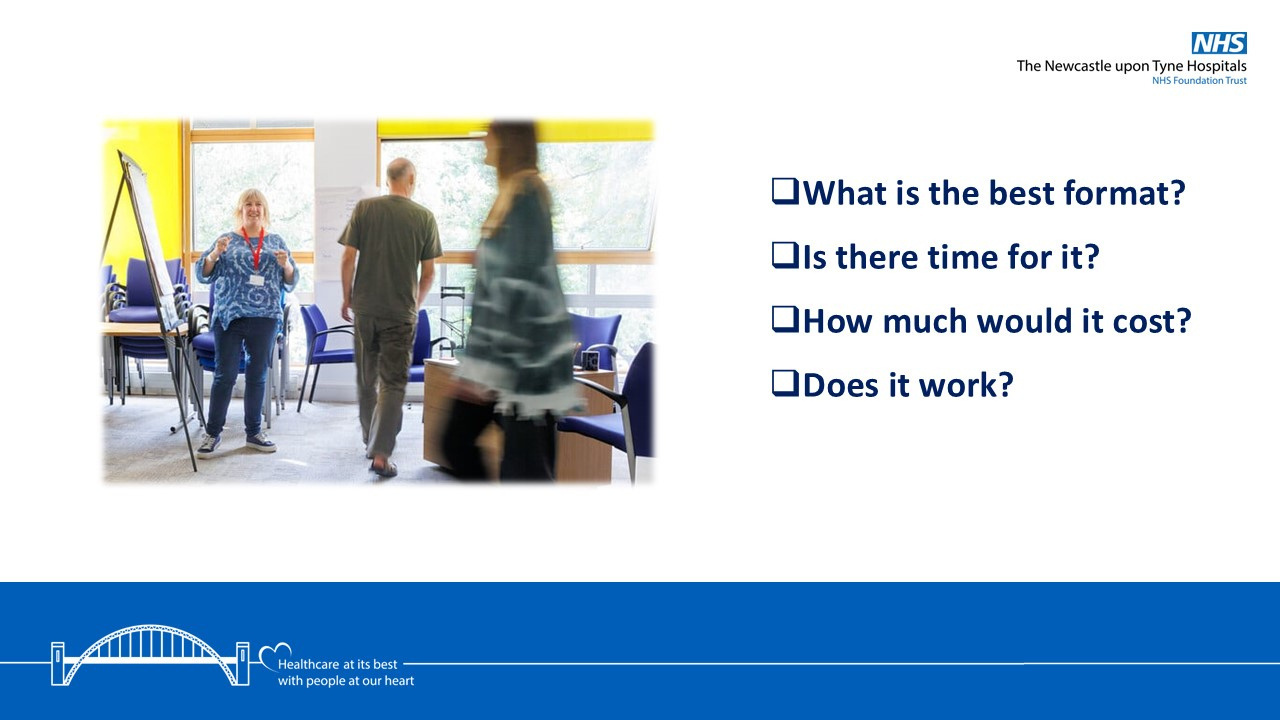 NHS
The Newcastle upon Tyne Hospitals
NHS Foundation Trust
❑What is the best format?
❑Is there time for it?
❑How much would it cost?
❑Does it work?
Healthcare at its best
with people at our heart